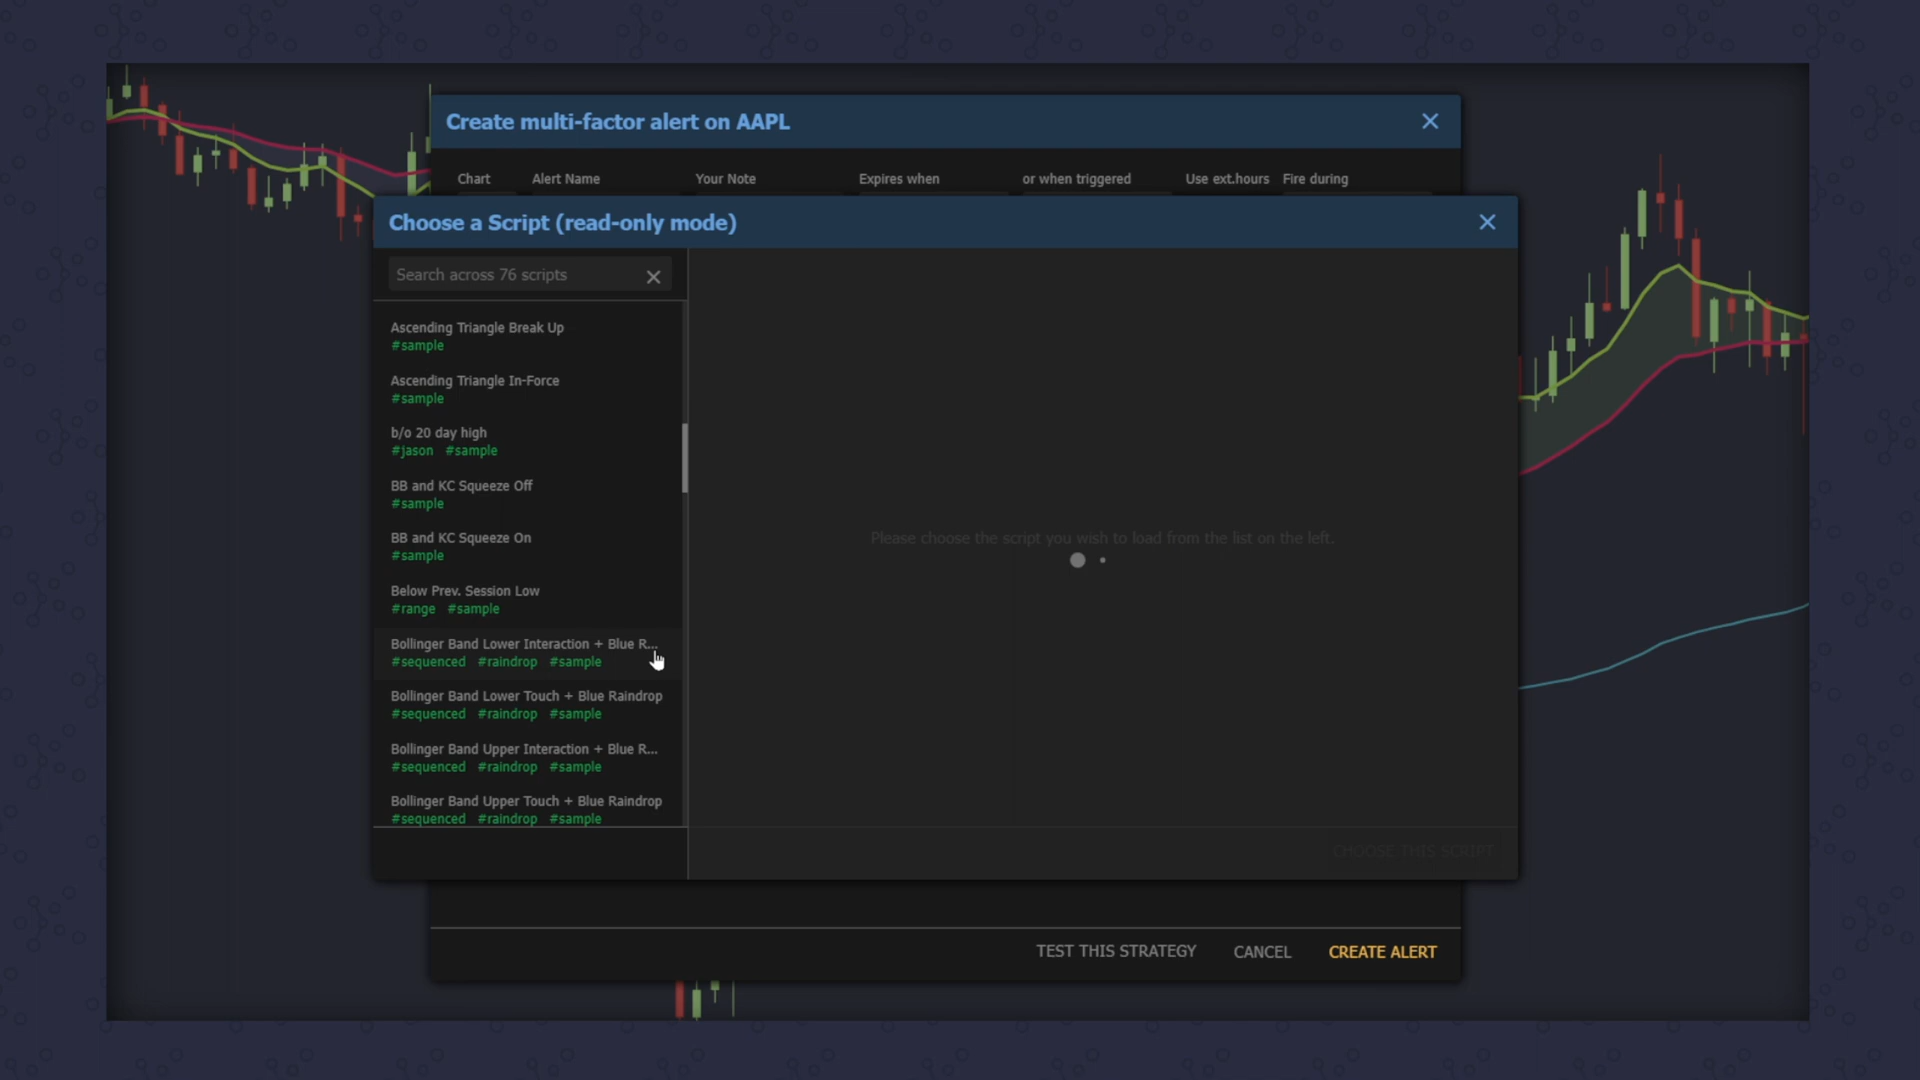 Create multi-factor alert on AAPL
Chart Alert Name Your Note Expires when or when triggered Use ext.hours Fire during
Choose a Script (read-only mode)
Search across 76 scripts
Ascending Triangle Break Up
#sample
Ascending Triangle In-Force
#sample
b/o 20 day high
#jason #sample
BB and KC Squeeze Off
#sample
BB and KC Squeeze On
#sample
Below Prev. Session Low
#range #sample
Bollinger Band Lower Interaction + Blue R...
#sequenced #raindrop #sample
Bollinger Band Lower Touch + Blue Raindrop
#sequenced #raindrop #sample
Bollinger Band Upper Interaction + Blue R...
#sequenced #raindrop #sample
Bollinger Band Upper Touch + Blue Raindrop
#sequenced #raindrop #sample
Please choose the script you wish to load from the list on the left.
CHOOSE THIS SCRIPT
TEST THIS STRATEGY CANCEL CREATE ALERT